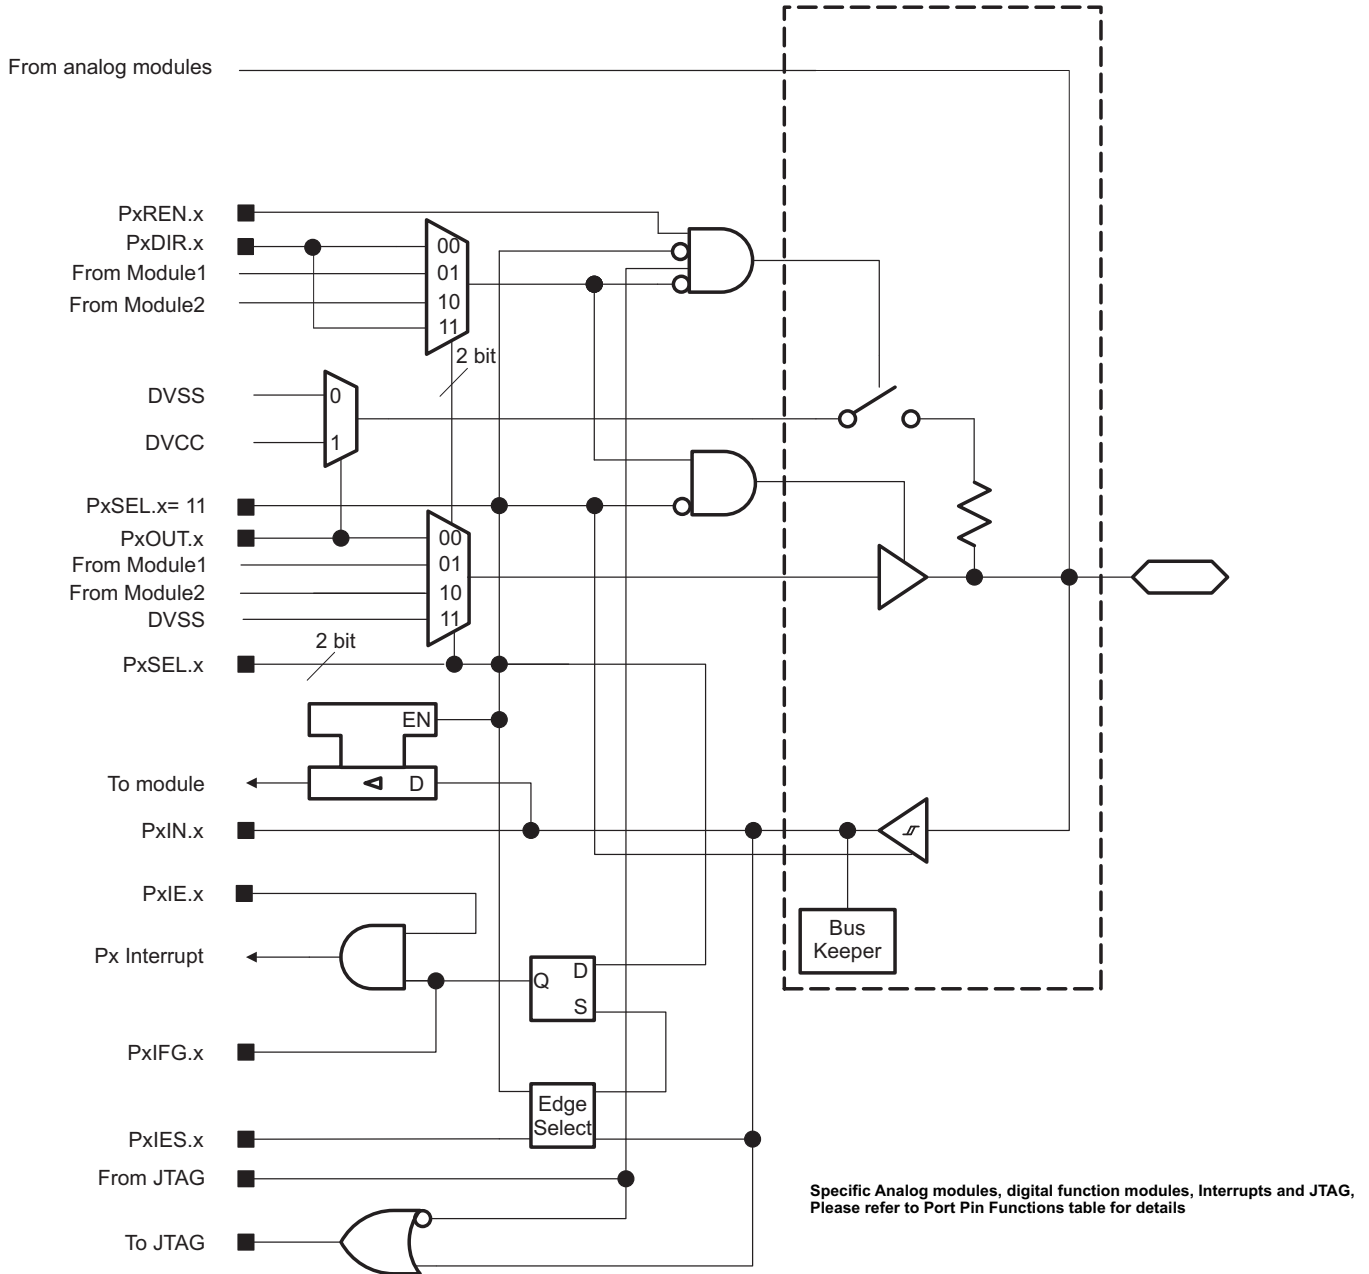 From analog modules
PxREN.x
PxDIR.x
From Module1
From Module2
00
01
10
11
2 bit
DVSS
DVCC
0
1
PxSEL.x= 11
PxOUT.x
From Module1
From Module2
DVSS
00
01
10
11
2 bit
PxSEL.x
EN
To module
D
PxIN.x
PxIE.x
Bus
Keeper
Px Interrupt
Q
D
S
PxIFG.x
Edge
Select
PxIES.x
From JTAG
Specific Analog modules, digital function modules, Interrupts and JTAG,
Please refer to Port Pin Functions table for details
To JTAG